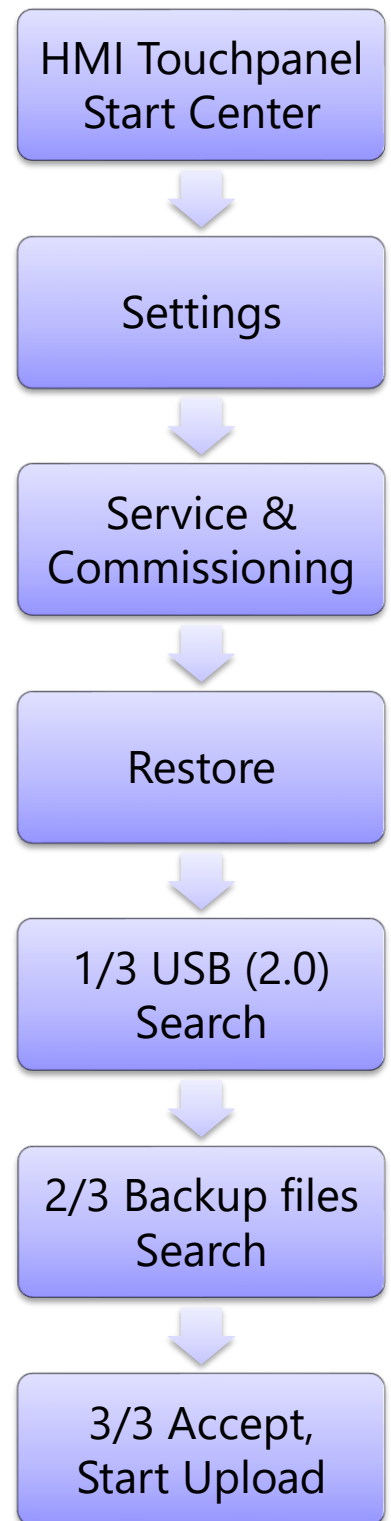 HMI Touchpanel
Start Center
Settings
Service &
Commissioning
Restore
1/3 USB (2.0)
Search
2/3 Backup files
Search
3/3 Accept,
Start Upload